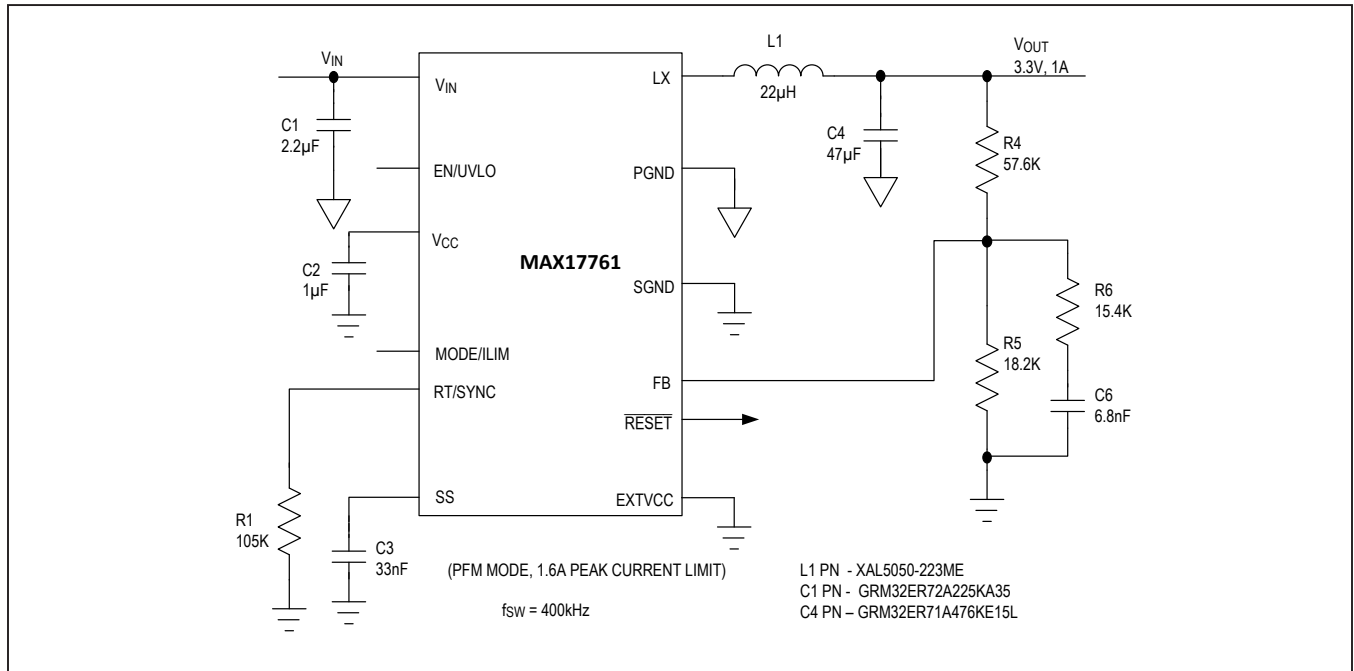 VIN
C1
2.2µF
VIN
EN/UVLO
VCC
C2
1µF
MODE/ILIM
RT/SYNC
SS
R1
105K
C3
33nF
MAX17761
LX
PGND
SGND
FB
RESET
EXTVCC
L1
22µH
VOUT
3.3V, 1A
C4
47µF
R4
57.6K
R6
15.4K
R5
18.2K
C6
6.8nF
(PFM MODE, 1.6A PEAK CURRENT LIMIT)
fSW = 400kHz
L1 PN - XAL5050-223ME
C1 PN - GRM32ER72A225KA35
C4 PN – GRM32ER71A476KE15L